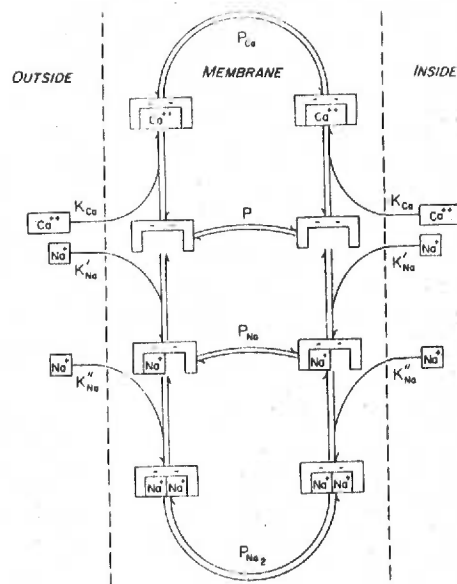 P_Ca
OUTSIDE MEMBRANE INSIDE
- - - -
Ca++ Ca++
K_Ca K_Ca
Ca++ P Ca++
- - - -
Na+ Na+
K'_Na K'_Na
P_Na
- - - -
Na+ Na+ Na+ Na+
K''_Na K''_Na
- - - -
Na+ Na+ Na+ Na+
P_Na2